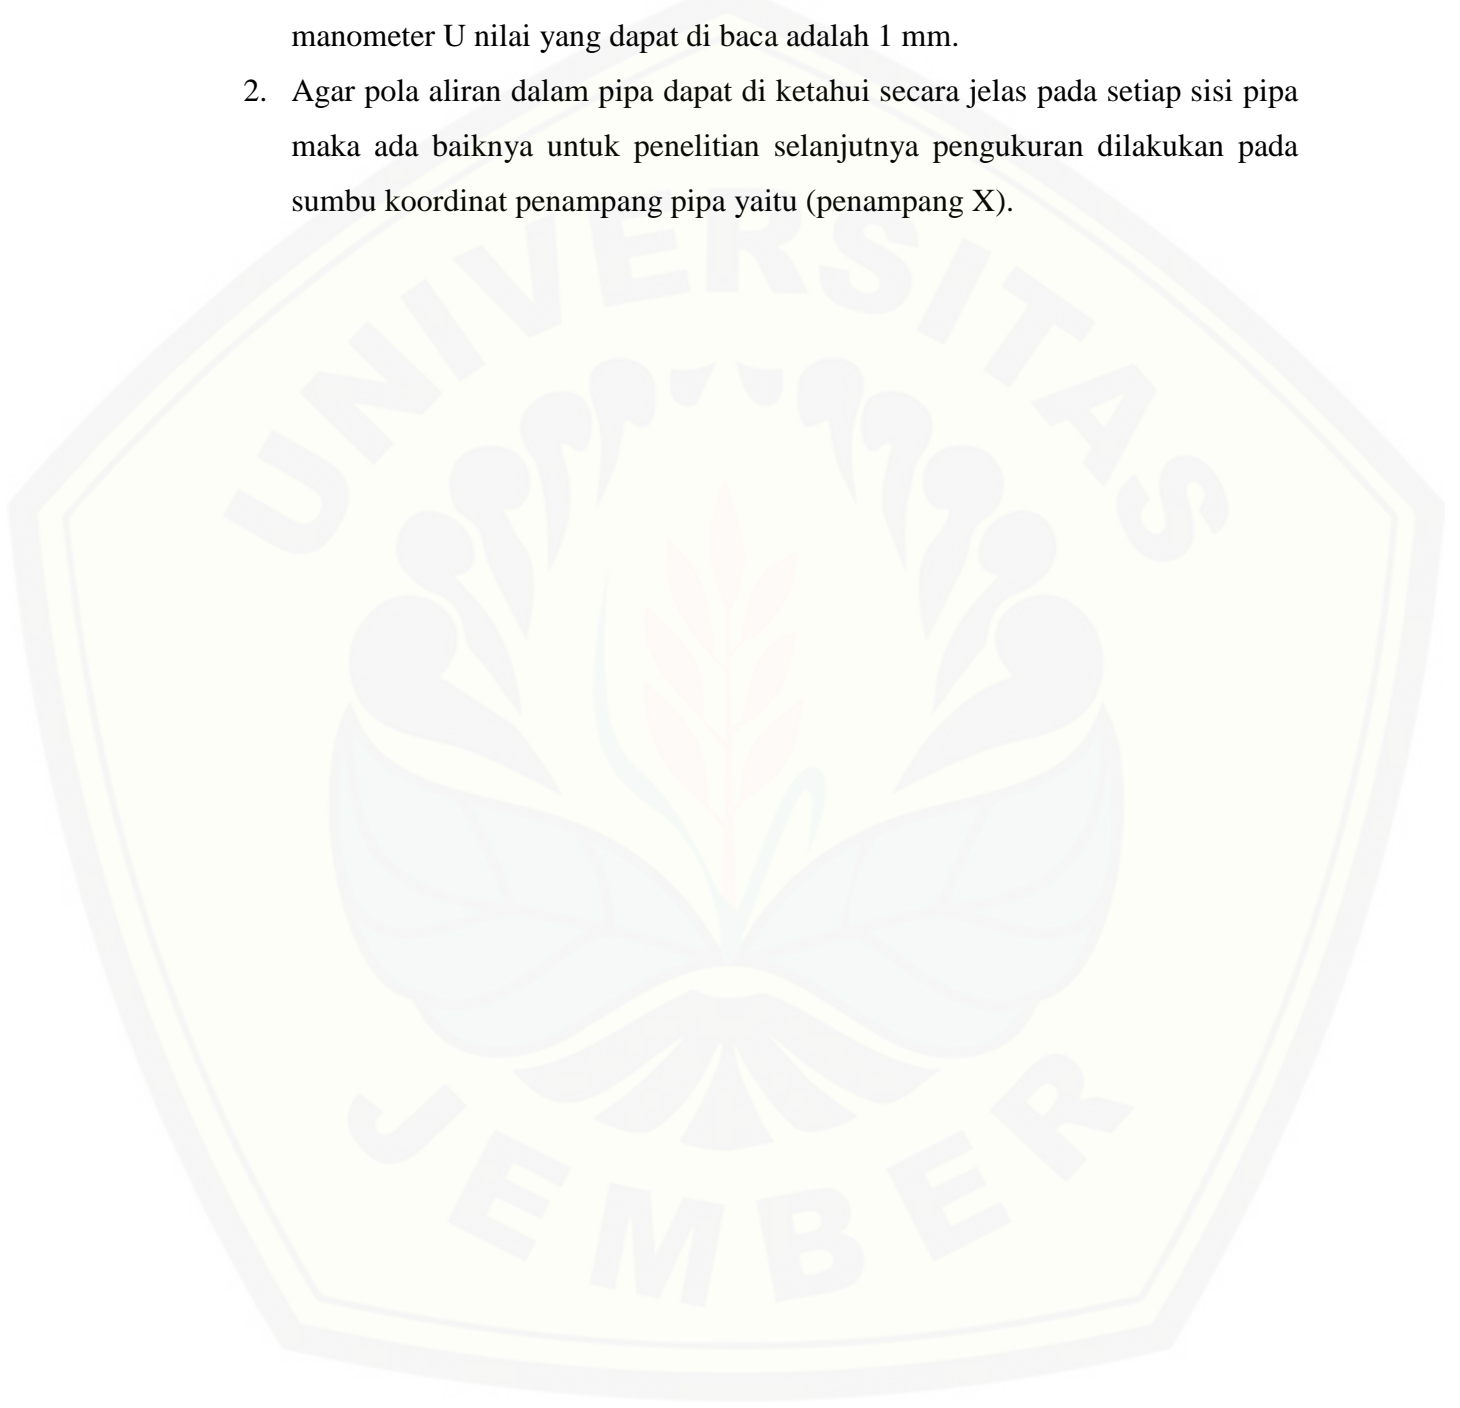 manometer U nilai yang dapat di baca adalah 1 mm.
2. Agar pola aliran dalam pipa dapat di ketahui secara jelas pada setiap sisi pipa
maka ada baiknya untuk penelitian selanjutnya pengukuran dilakukan pada
sumbu koordinat penampang pipa yaitu (penampang X).
UNIVERSITAS
JEMBER